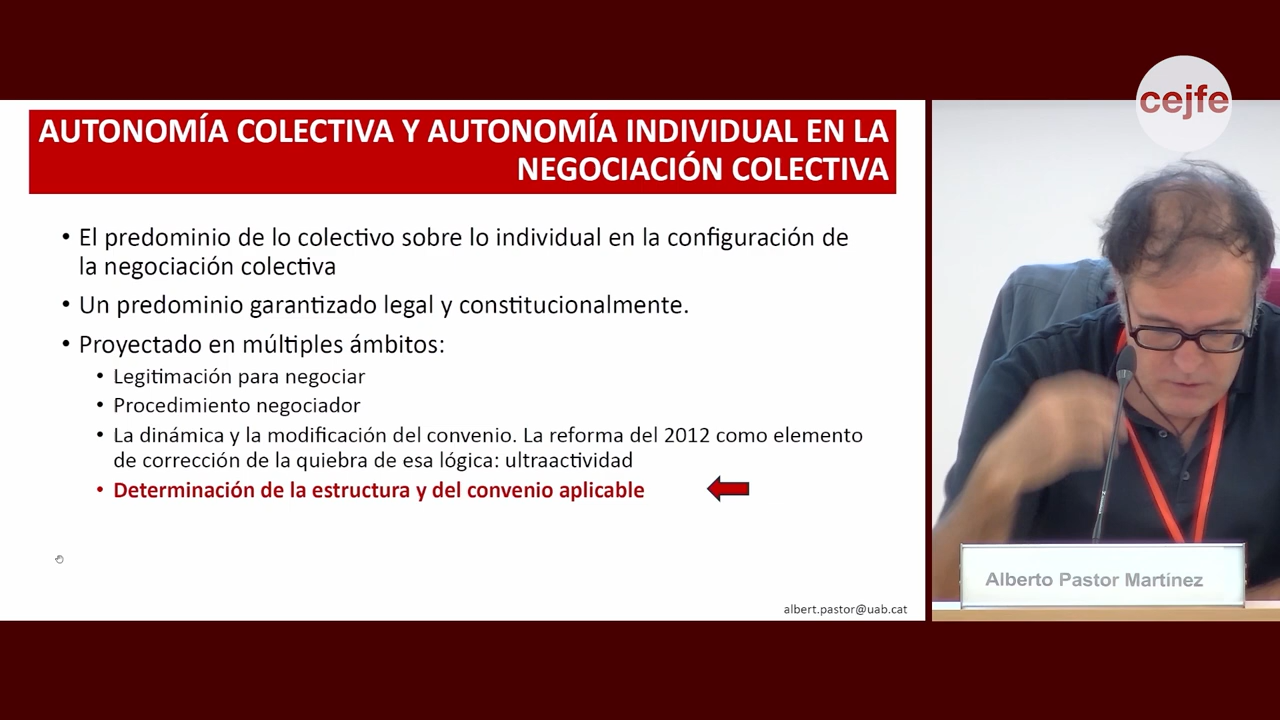 cejfe
AUTONOMÍA COLECTIVA Y AUTONOMÍA INDIVIDUAL EN LA
NEGOCIACIÓN COLECTIVA
• El predominio de lo colectivo sobre lo individual en la configuración de
la negociación colectiva
• Un predominio garantizado legal y constitucionalmente.
• Proyectado en múltiples ámbitos:
• Legitimación para negociar
• Procedimiento negociador
• La dinámica y la modificación del convenio. La reforma del 2012 como elemento
de corrección de la quiebra de esa lógica: ultraactividad
• Determinación de la estructura y del convenio aplicable
albert.pastor@uab.cat
Alberto Pastor Martínez